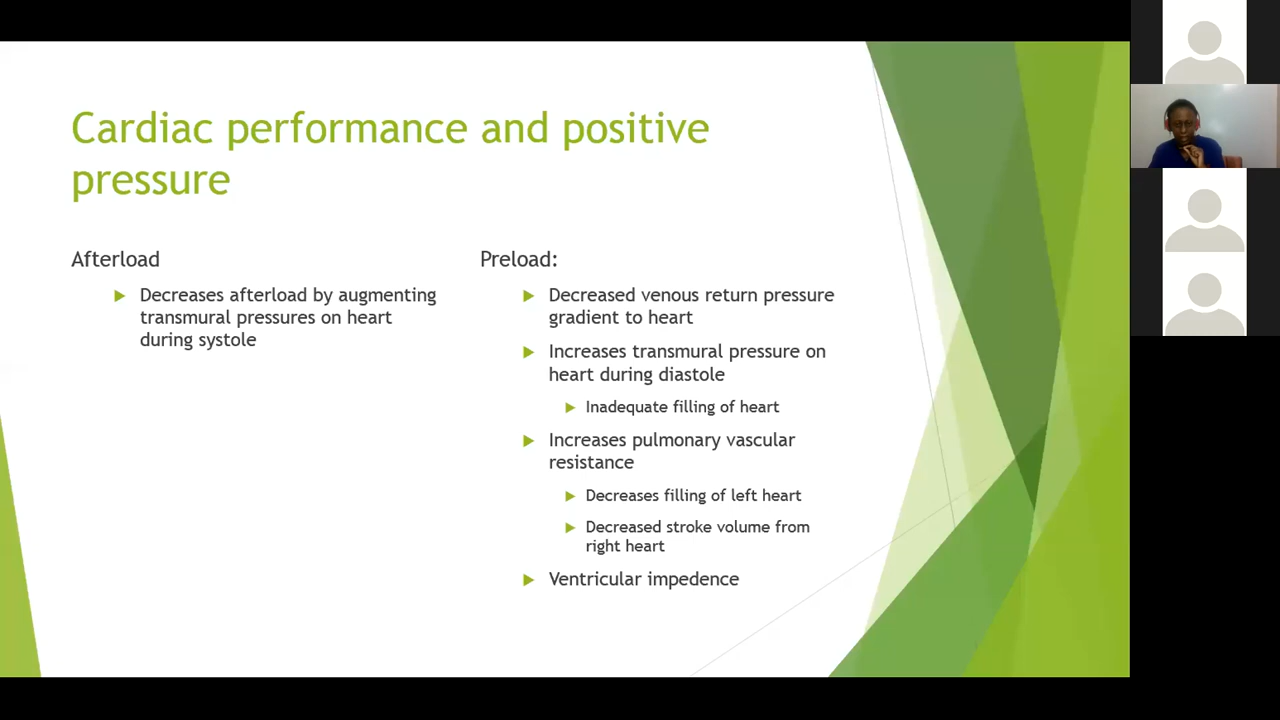 Cardiac performance and positive
pressure
Afterload
Decreases afterload by augmenting
transmural pressures on heart
during systole
Preload:
Decreased venous return pressure
gradient to heart
Increases transmural pressure on
heart during diastole
Inadequate filling of heart
Increases pulmonary vascular
resistance
Decreases filling of left heart
Decreased stroke volume from
right heart
Ventricular impedence